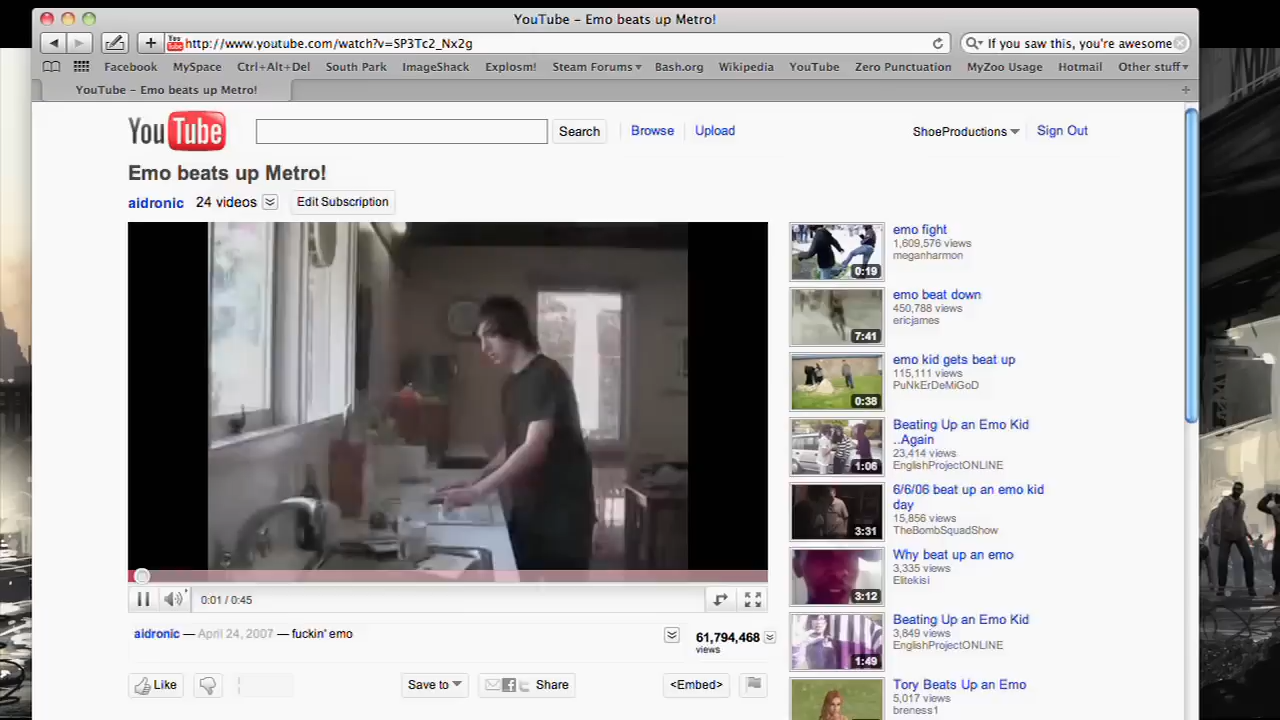 YouTube - Emo beats up Metro!
http://www.youtube.com/watch?v=SP3Tc2_Nx2g
If you saw this, you're awesome
Facebook MySpace Ctrl+Alt+Del South Park ImageShack Explosm! Steam Forums Bash.org Wikipedia YouTube Zero Punctuation MyZoo Usage Hotmail Other stuff
YouTube - Emo beats up Metro!
YouTube Search Browse Upload ShoeProductions Sign Out
Emo beats up Metro!
aidronic 24 videos Edit Subscription
0:01 / 0:45
aidronic — April 24, 2007 — fuckin' emo
61,794,468
views
Like Save to Share <Embed>
emo fight
1,609,576 views
meganharmon
0:19
emo beat down
450,788 views
ericjames
7:41
emo kid gets beat up
115,111 views
PuNkErDeMiGoD
0:38
Beating Up an Emo Kid
..Again
23,414 views
EnglishProjectONLINE
1:06
6/6/06 beat up an emo kid
day
15,856 views
TheBombSquadShow
3:31
Why beat up an emo
3,335 views
Elitekisi
3:12
Beating Up an Emo Kid
3,849 views
EnglishProjectONLINE
1:49
Tory Beats Up an Emo
5,017 views
breness1